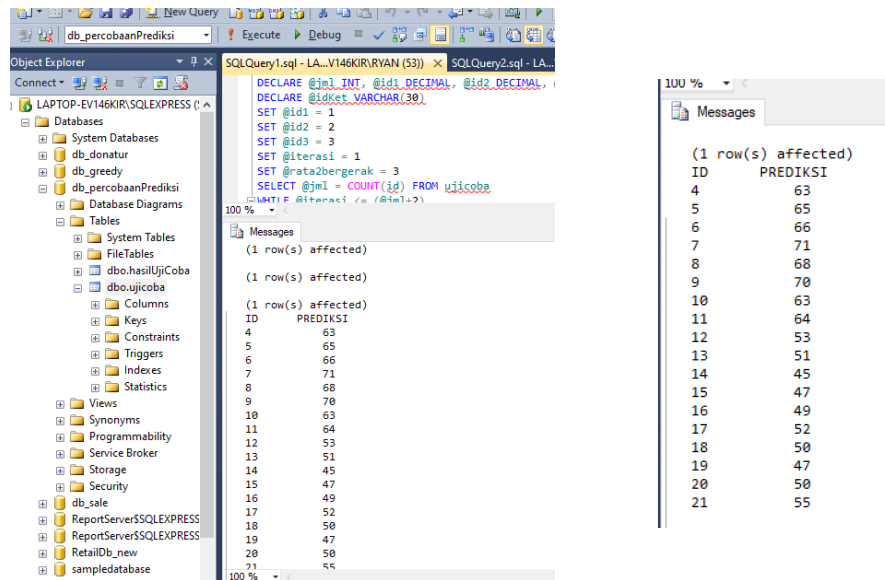 New Query
db_percobaanPrediksi
Execute
Debug
Object Explorer
Connect
LAPTOP-EV146KIR\SQLEXPRESS (
Databases
System Databases
db_donatur
db_greedy
db_percobaanPrediksi
Database Diagrams
Tables
System Tables
FileTables
dbo.hasilUjiCoba
dbo.ujicoba
Columns
Keys
Constraints
Triggers
Indexes
Statistics
Views
Synonyms
Programmability
Service Broker
Storage
Security
db_sale
ReportServer$SQLEXPRESS
ReportServer$SQLEXPRESS
RetailDb_new
sampledatabase
SQLQuery1.sql - LA...V146KIR\RYAN (53))
SQLQuery2.sql - LA...
DECLARE @jml INT, @id1 DECIMAL, @id2 DECIMAL,
DECLARE @idKet VARCHAR(30)
SET @id1 = 1
SET @id2 = 2
SET @id3 = 3
SET @iterasi = 1
SET @rata2bergerak = 3
SELECT @jml = COUNT(id) FROM ujicoba
WHILE @iterasi <= (@jml+2)
100 %
Messages
(1 row(s) affected)
(1 row(s) affected)
(1 row(s) affected)
ID PREDIKSI
4 63
5 65
6 66
7 71
8 68
9 70
10 63
11 64
12 53
13 51
14 45
15 47
16 49
17 52
18 50
19 47
20 50
21 55
100 %
100 %
Messages
(1 row(s) affected)
ID PREDIKSI
4 63
5 65
6 66
7 71
8 68
9 70
10 63
11 64
12 53
13 51
14 45
15 47
16 49
17 52
18 50
19 47
20 50
21 55